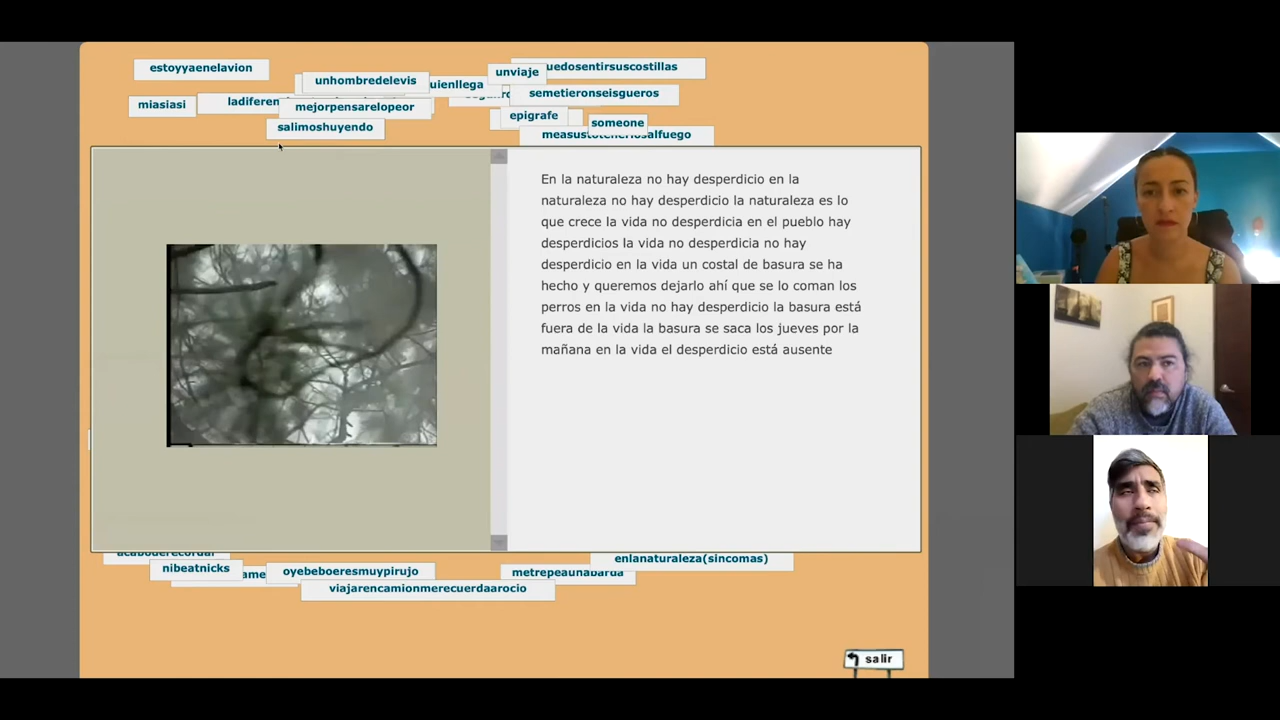 estoyyaenelavion
unhombredelevis
uienllega
unviaje
uedosentirsuscostillas
miasiasi
ladiferen
mejorpensarelopeor
semetieronseisgueros
salimoshuyendo
epigrafe
someone
En la naturaleza no hay desperdicio en la
naturaleza no hay desperdicio la naturaleza es lo
que crece la vida no desperdicia en el pueblo hay
desperdicios la vida no desperdicia no hay
desperdicio en la vida un costal de basura se ha
hecho y queremos dejarlo ahí que se lo coman los
perros en la vida no hay desperdicio la basura está
fuera de la vida la basura se saca los jueves por la
mañana en la vida el desperdicio está ausente
acaboderecordar
enlanaturaleza(sincomas)
nibeatnicks
ame
oyebeboeresmuypirujo
metrepeaunabarda
viajarencamionmerecuerdaarocio
salir